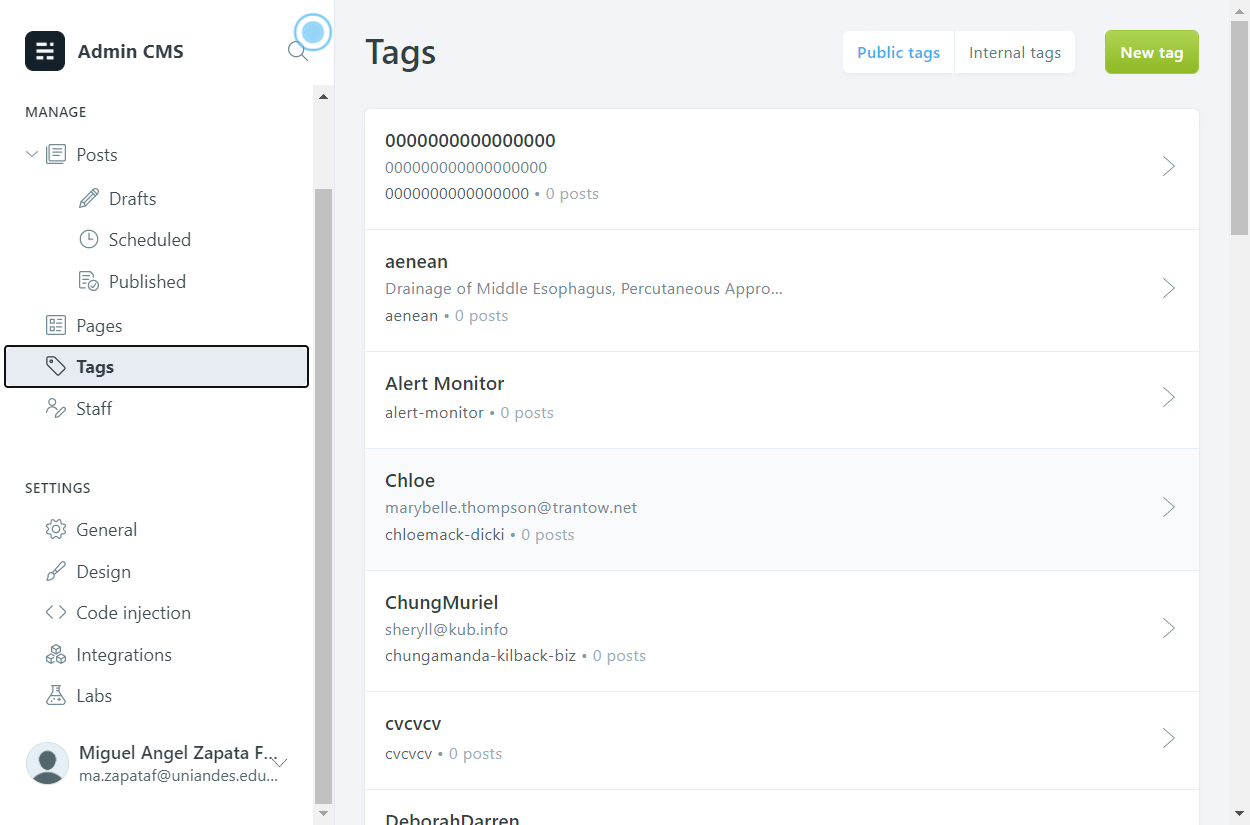 Admin CMS
MANAGE
Posts
Drafts
Scheduled
Published
Pages
Tags
Staff
SETTINGS
General
Design
Code injection
Integrations
Labs
Miguel Angel Zapata F...
ma.zapataf@uniandes.edu...
Tags
Public tags
Internal tags
New tag
0000000000000000
000000000000000000
0000000000000000 • 0 posts
aenean
Drainage of Middle Esophagus, Percutaneous Appro...
aenean • 0 posts
Alert Monitor
alert-monitor • 0 posts
Chloe
marybelle.thompson@trantow.net
chloemack-dicki • 0 posts
ChungMuriel
sheryll@kub.info
chungamanda-kilback-biz • 0 posts
cvcvcv
cvcvcv • 0 posts
DeborahDarren